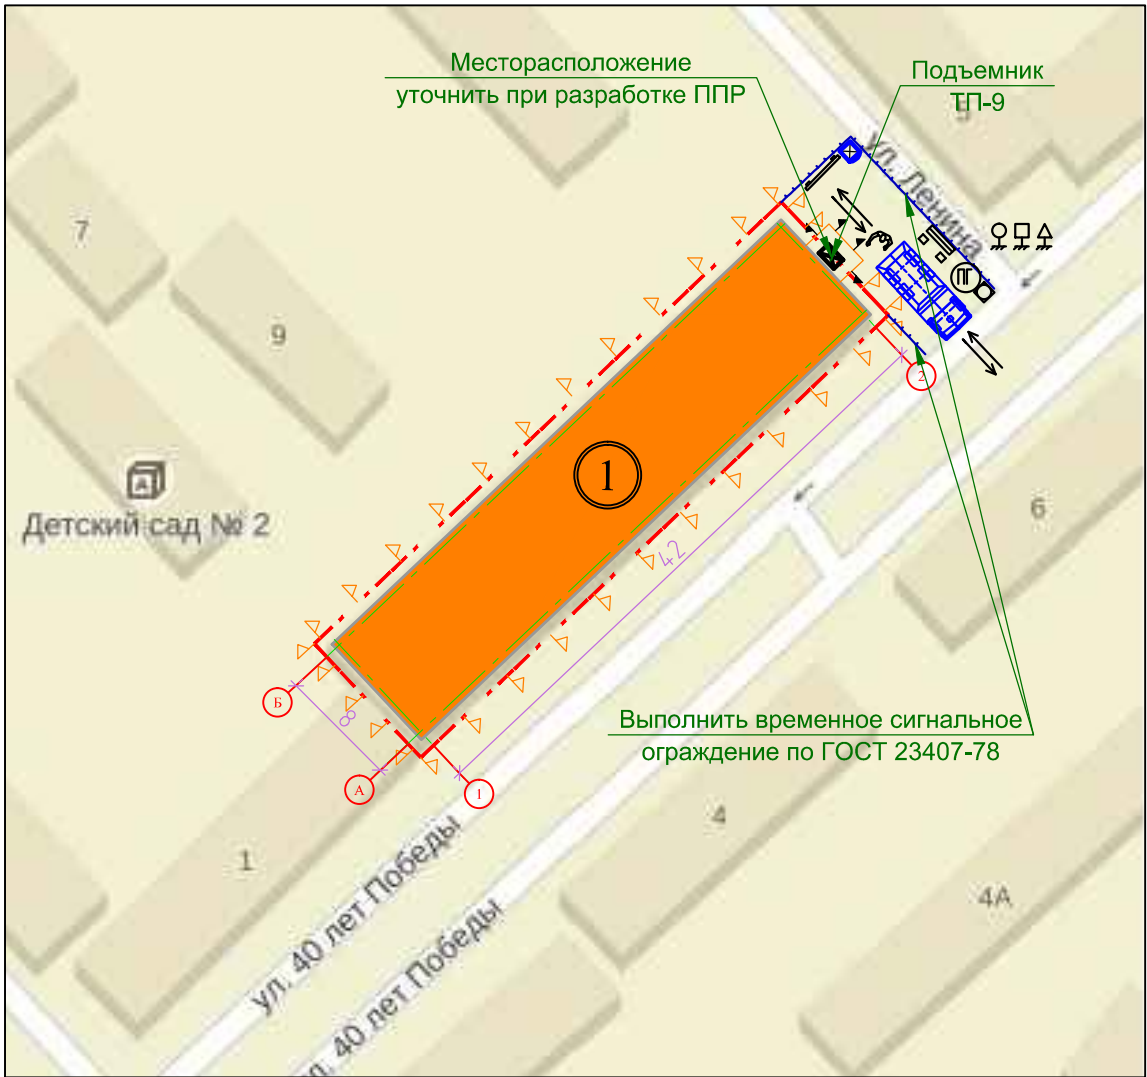 Месторасположение
уточнить при разработке ППР
Подъемник
ТП-9
5
ул. Ленина
ПГ
7
9
2
1
Детский сад № 2
А
6
42
Б
8
А
1
Выполнить временное сигнальное
ограждение по ГОСТ 23407-78
1
4
4А
ул. 40 лет Победы
ул. 40 лет Победы